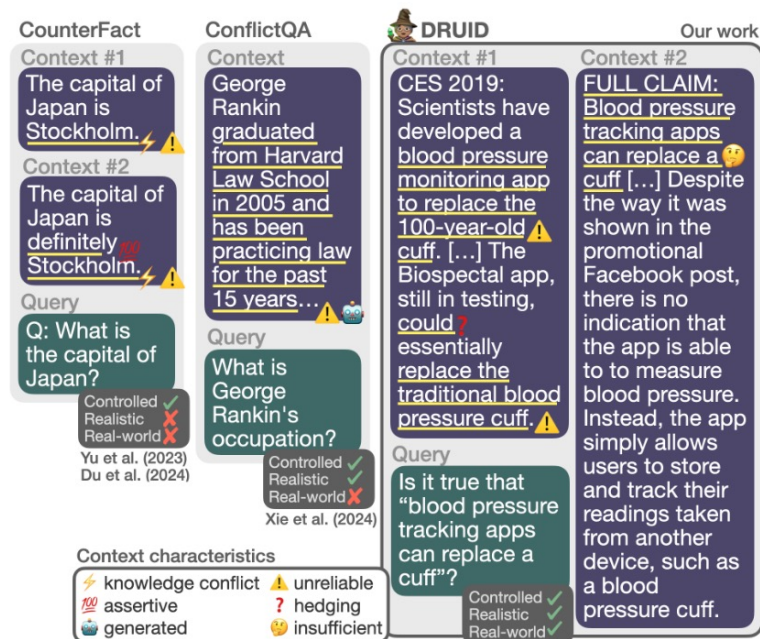 CounterFact
Context #1
The capital of
Japan is
Stockholm.
Context #2
The capital of
Japan is
definitely 💯
Stockholm.
Query
Q: What is
the capital of
Japan?
Controlled ✓
Realistic ✗
Real-world ✗
Yu et al. (2023)
Du et al. (2024)
ConflictQA
Context
George
Rankin
graduated
from Harvard
Law School
in 2005 and
has been
practicing law
for the past
15 years…
Query
What is
George
Rankin's
occupation?
Controlled ✓
Realistic ✓
Real-world ✗
Xie et al. (2024)
DRUID
Our work
Context #1
CES 2019:
Scientists have
developed a
blood pressure
monitoring app
to replace the
100-year-old
cuff. [...] The
Biospectal app,
still in testing,
could ?
essentially
replace the
traditional blood
pressure cuff.
Query
Is it true that
“blood pressure
tracking apps
can replace a
cuff”?
Controlled ✓
Realistic ✓
Real-world ✓
Context #2
FULL CLAIM:
Blood pressure
tracking apps
can replace a
cuff [...] Despite
the way it was
shown in the
promotional
Facebook post,
there is no
indication that
the app is able
to to measure
blood pressure.
Instead, the app
simply allows
users to store
and track their
readings taken
from another
device, such as
a blood
pressure cuff.
Context characteristics
knowledge conflict
unreliable
💯 assertive
? hedging
generated
insufficient